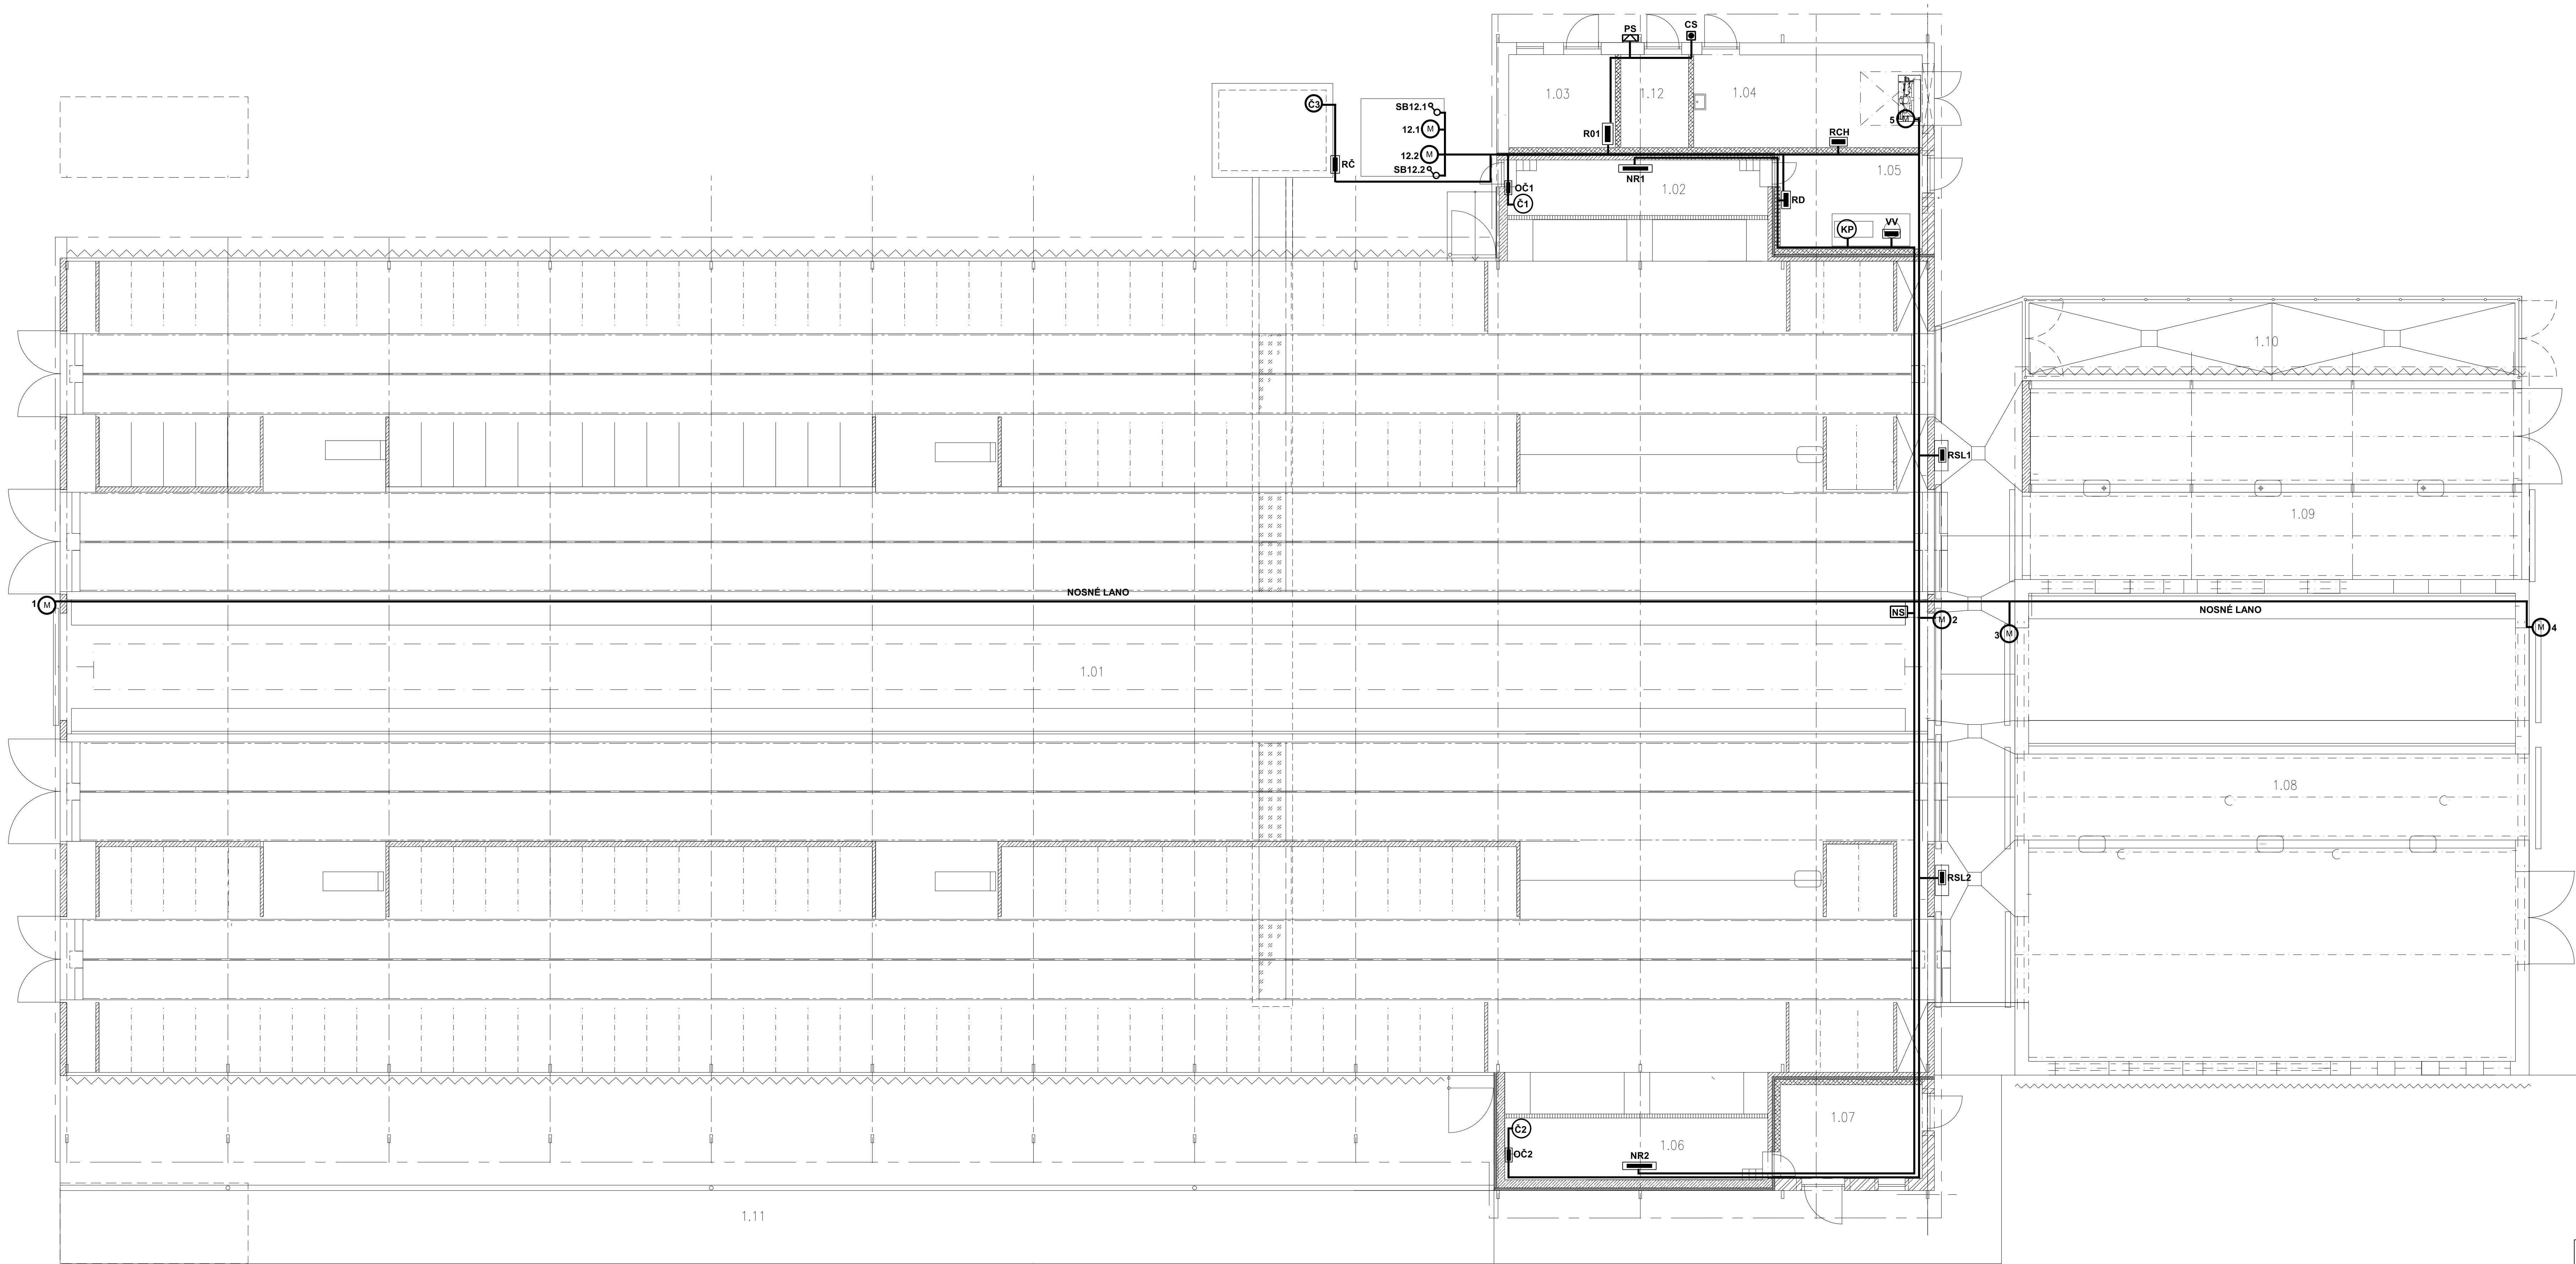 PS
CS
1.03
1.12
1.04
Č3
SB12.1
12.1 M
R01
RCH
5 M
12.2 M
RČ
SB12.2
NR1
1.02
1.05
OČ1
Č1
RD
KP
VV
1.10
RSL1
1.09
NOSNÉ LANO
1 M
NS
M 2
3 M
NOSNÉ LANO
M 4
1.01
1.08
RSL2
1.07
Č2
1.06
OČ2
NR2
1.11